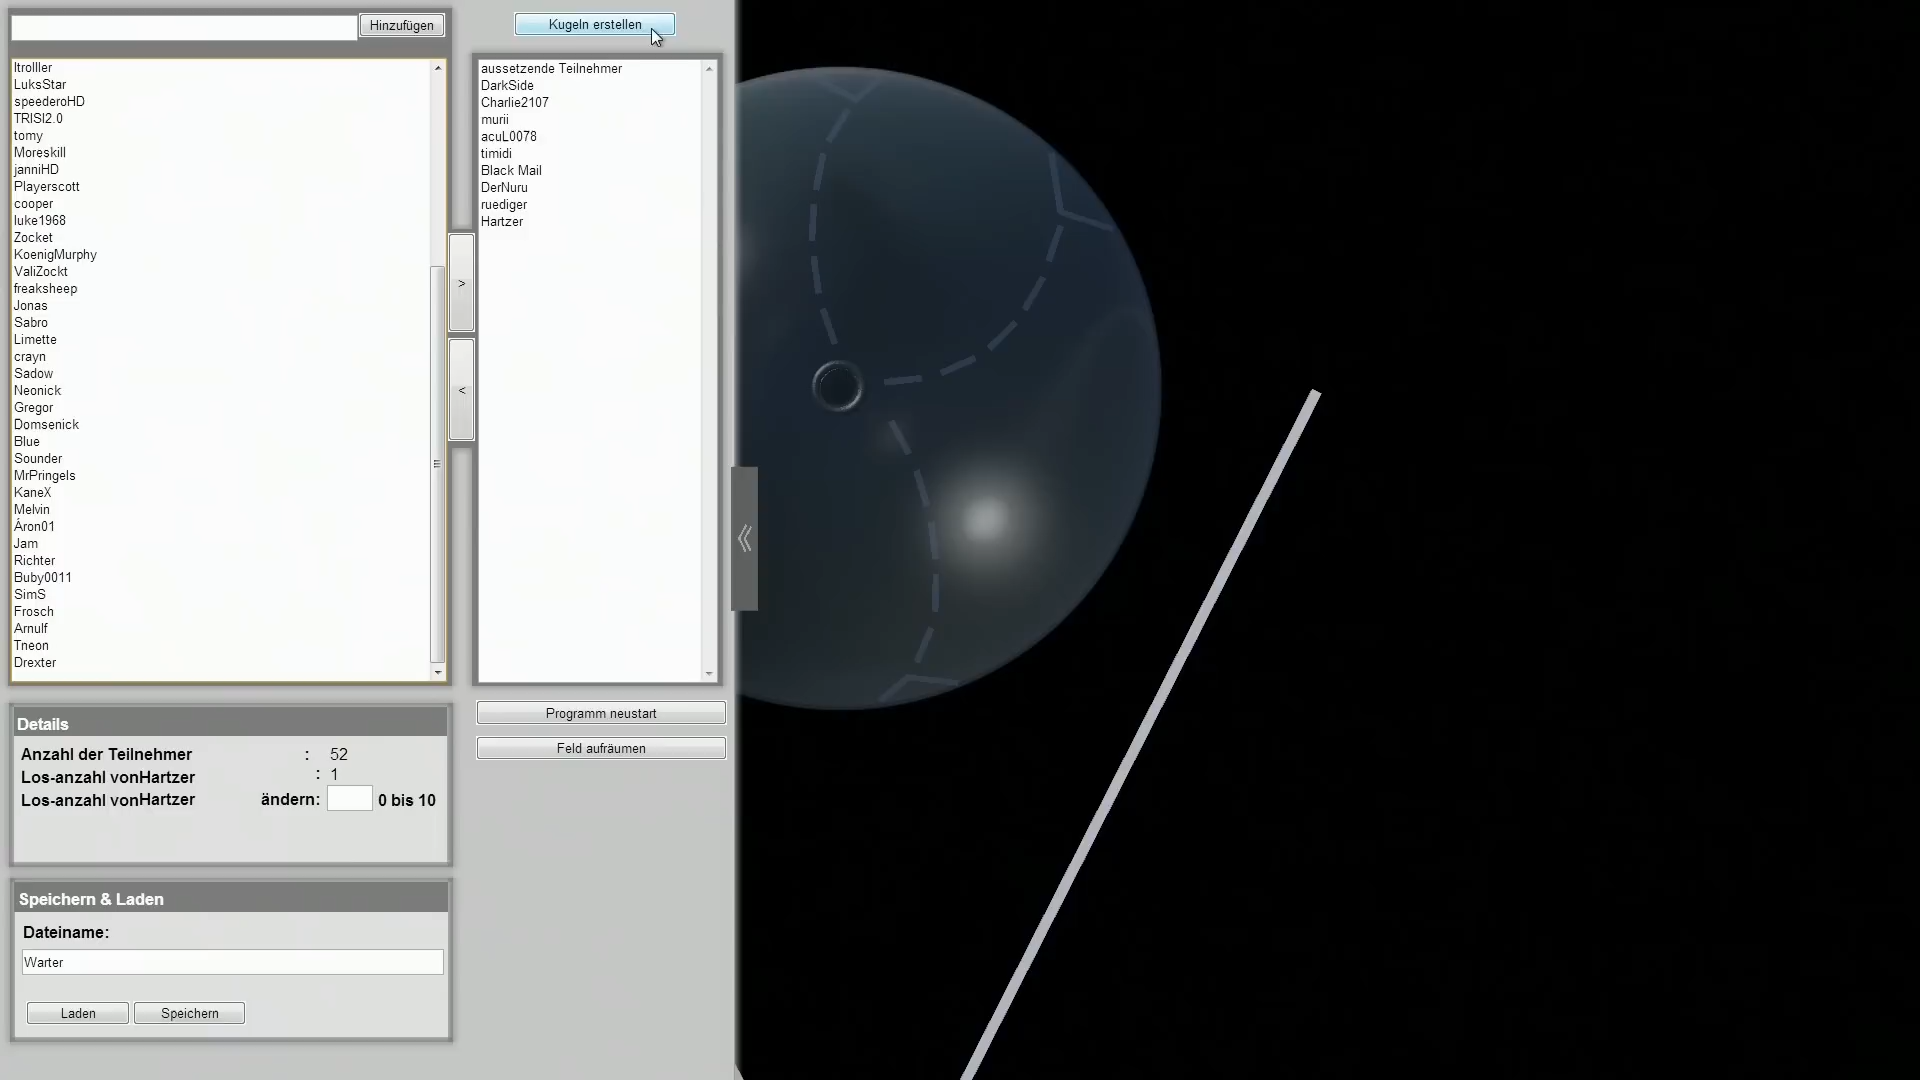 Hinzufügen
Kugeln erstellen
ltrolller
LuksStar
speederoHD
TRISI2.0
tomy
Moreskill
janniHD
Playerscott
cooper
luke1968
Zocket
KoenigMurphy
ValiZockt
freaksheep
Jonas
Sabro
Limette
crayn
Sadow
Neonick
Gregor
Domsenick
Blue
Sounder
MrPringels
KaneX
Melvin
Áron01
Jam
Richter
Buby0011
SimS
Frosch
Arnulf
Tneon
Drexter
>
<
aussetzende Teilnehmer
DarkSide
Charlie2107
murii
acuL0078
timidi
Black Mail
DerNuru
ruediger
Hartzer
Programm neustart
Feld aufräumen
Details
Anzahl der Teilnehmer : 52
Los-anzahl vonHartzer : 1
Los-anzahl vonHartzer ändern: 0 bis 10
Speichern & Laden
Dateiname:
Warter
Laden Speichern